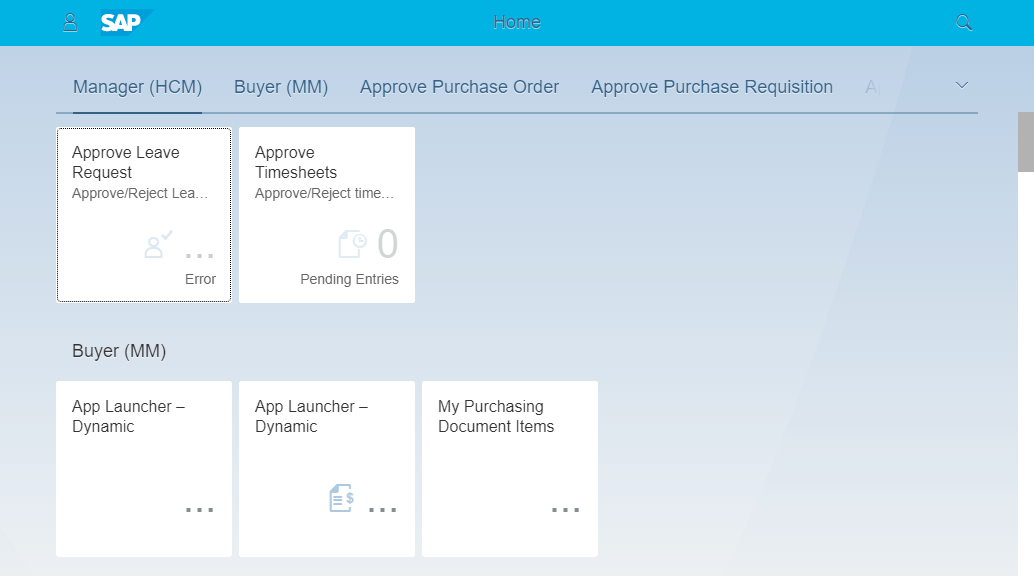 SAP
Home
Manager (HCM) Buyer (MM) Approve Purchase Order Approve Purchase Requisition
Approve Leave
Request
Approve/Reject Lea...
...
Error
Approve
Timesheets
Approve/Reject time...
0
Pending Entries
Buyer (MM)
App Launcher –
Dynamic
...
App Launcher –
Dynamic
$
...
My Purchasing
Document Items
...